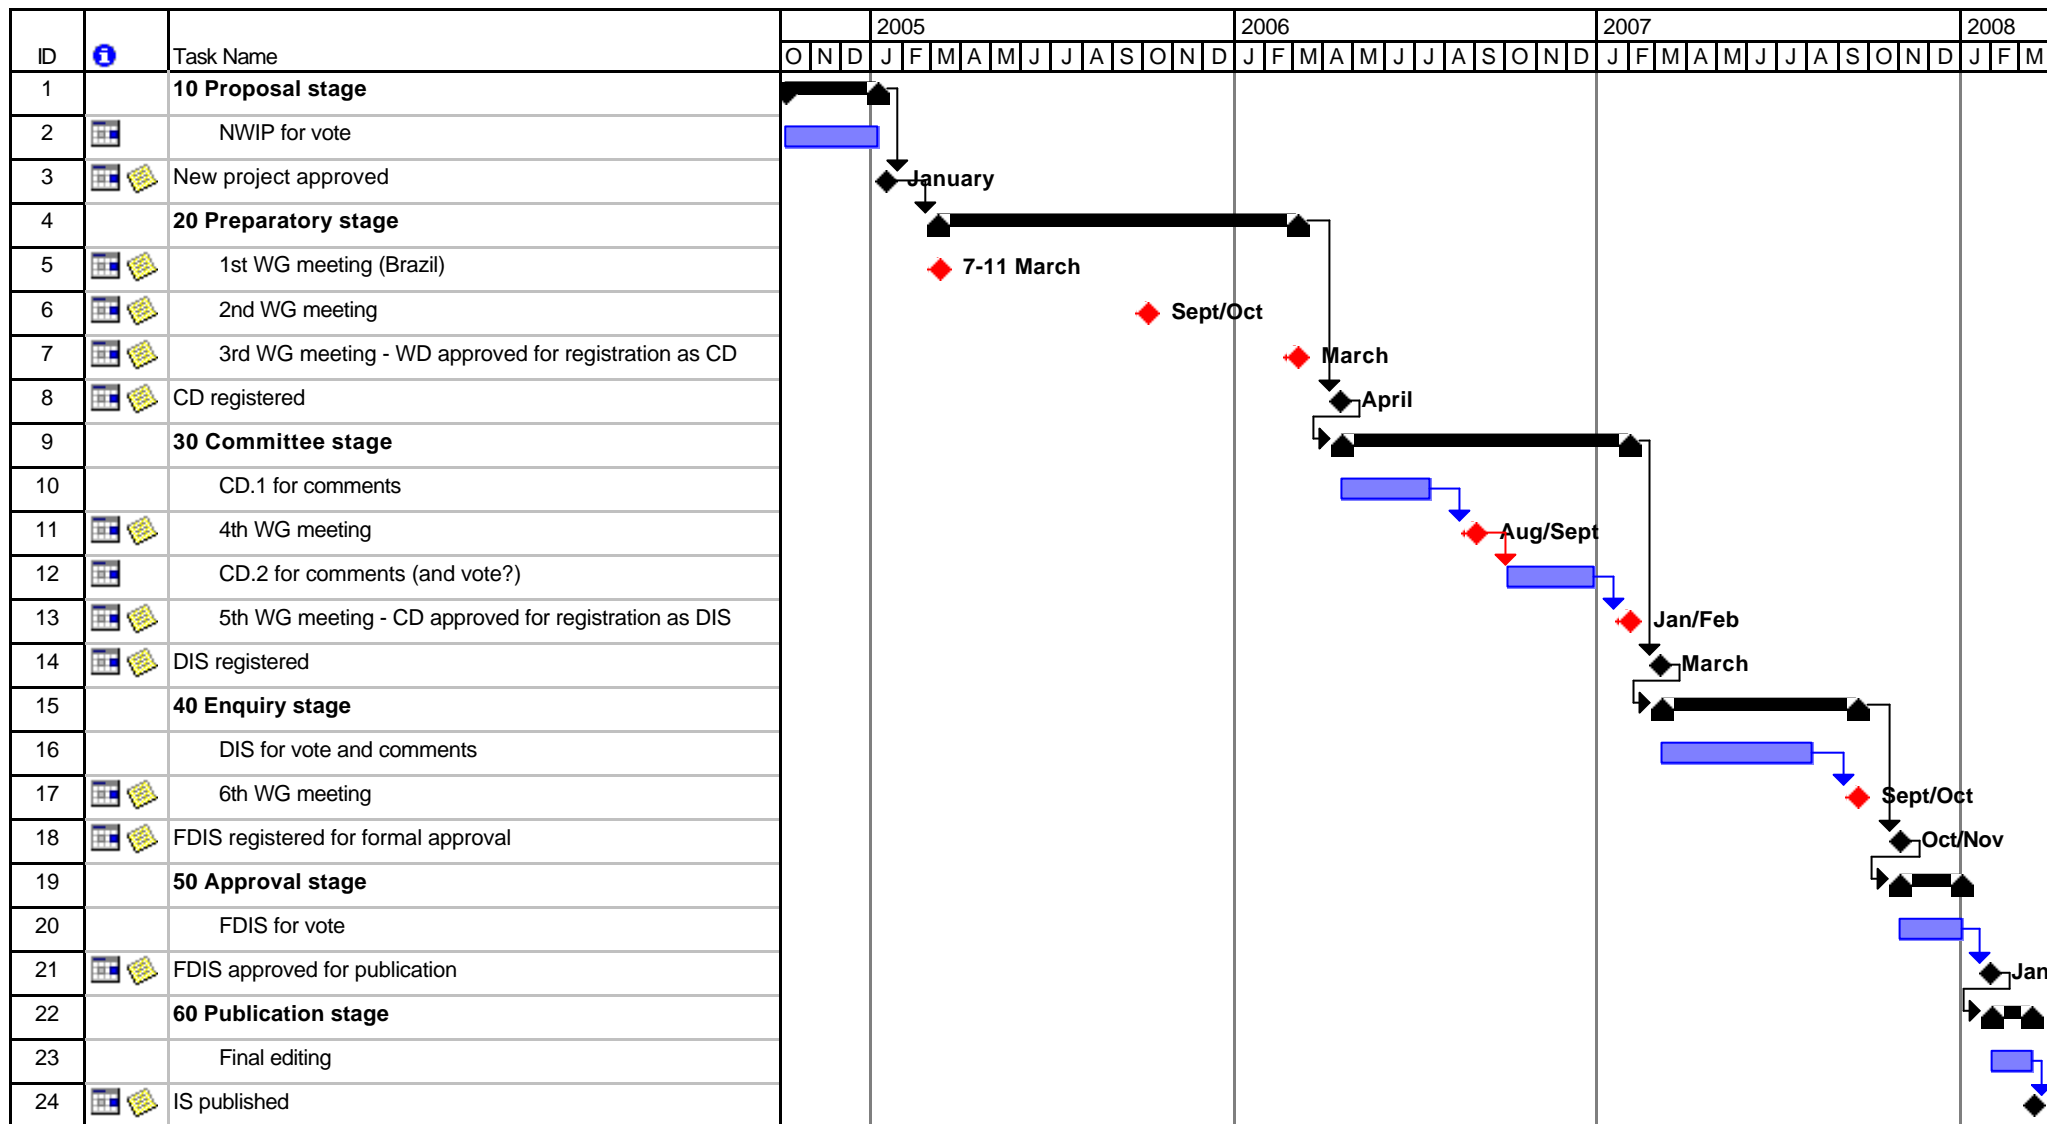 2005 2006 2007 2008
ID i Task Name O N D J F M A M J J A S O N D J F M A M J J A S O N D J F M A M J J A S O N D J F M
1 10 Proposal stage
2 NWIP for vote
3 New project approved January
4 20 Preparatory stage
5 1st WG meeting (Brazil) 7-11 March
6 2nd WG meeting Sept/Oct
7 3rd WG meeting - WD approved for registration as CD March
8 CD registered April
9 30 Committee stage
10 CD.1 for comments
11 4th WG meeting Aug/Sept
12 CD.2 for comments (and vote?)
13 5th WG meeting - CD approved for registration as DIS Jan/Feb
14 DIS registered March
15 40 Enquiry stage
16 DIS for vote and comments
17 6th WG meeting Sept/Oct
18 FDIS registered for formal approval Oct/Nov
19 50 Approval stage
20 FDIS for vote
21 FDIS approved for publication Jan
22 60 Publication stage
23 Final editing
24 IS published